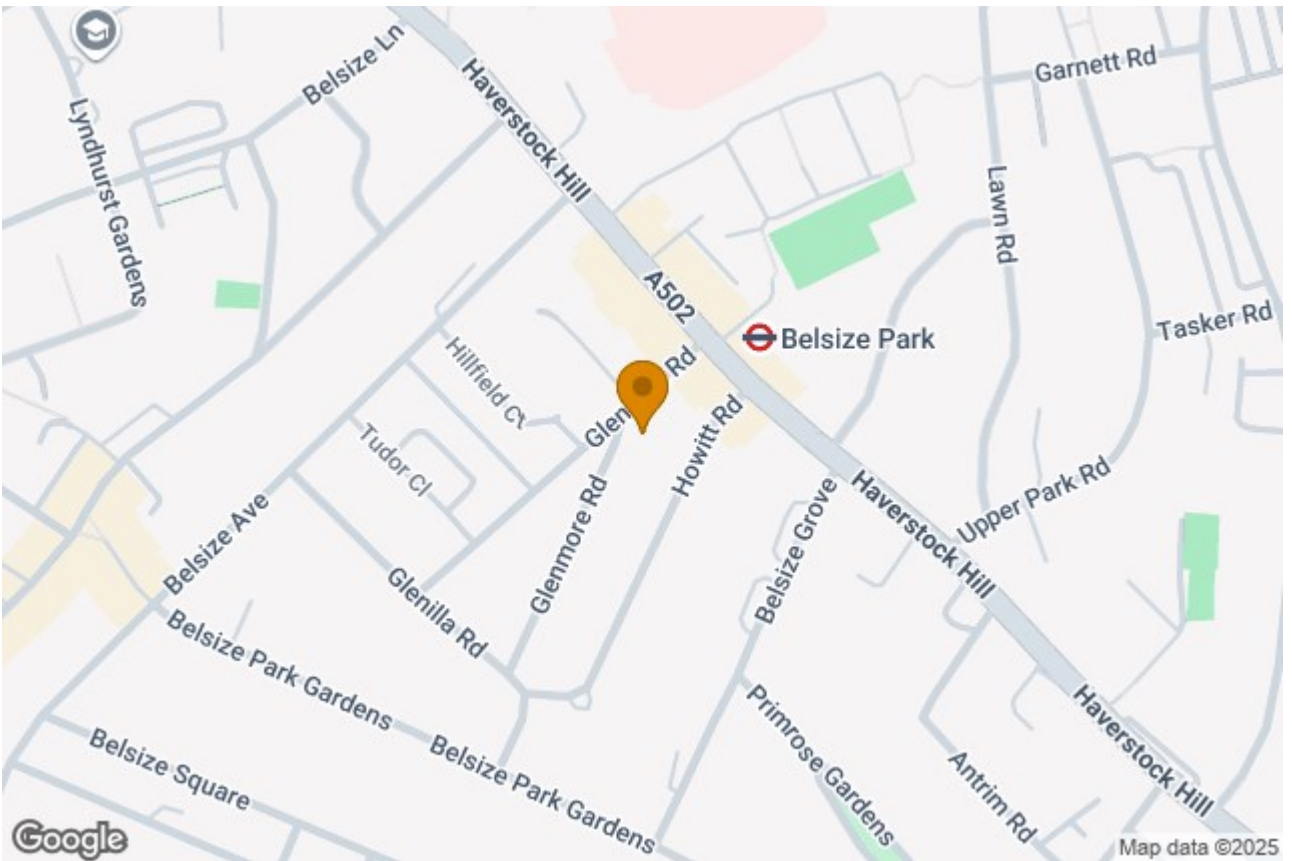 Belsize Ln
Haverstock Hill
Garnett Rd
Lyndhurst Gardens
Lawn Rd
A502
Tasker Rd
Belsize Park
Hillfield Ct
Glen
Rd
Howitt Rd
Tudor Cl
Upper Park Rd
Haverstock Hill
Belsize Ave
Glenmore Rd
Belsize Grove
Glenilla Rd
Belsize Park Gardens
Primrose Gardens
Haverstock Hill
Belsize Square
Belsize Park Gardens
Antrim Rd
Google
Map data ©2025